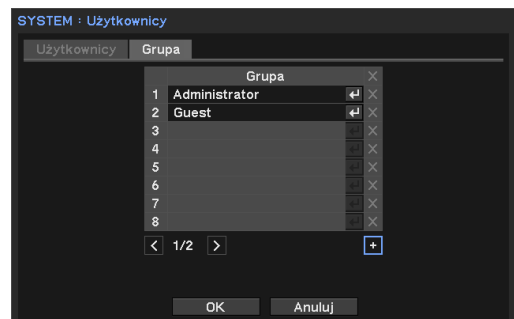 SYSTEM : Użytkownicy
Użytkownicy Grupa
Grupa X
1 Administrator X
2 Guest X
3 X
4 X
5 X
6 X
7 X
8 X
< 1/2 > +
OK Anuluj